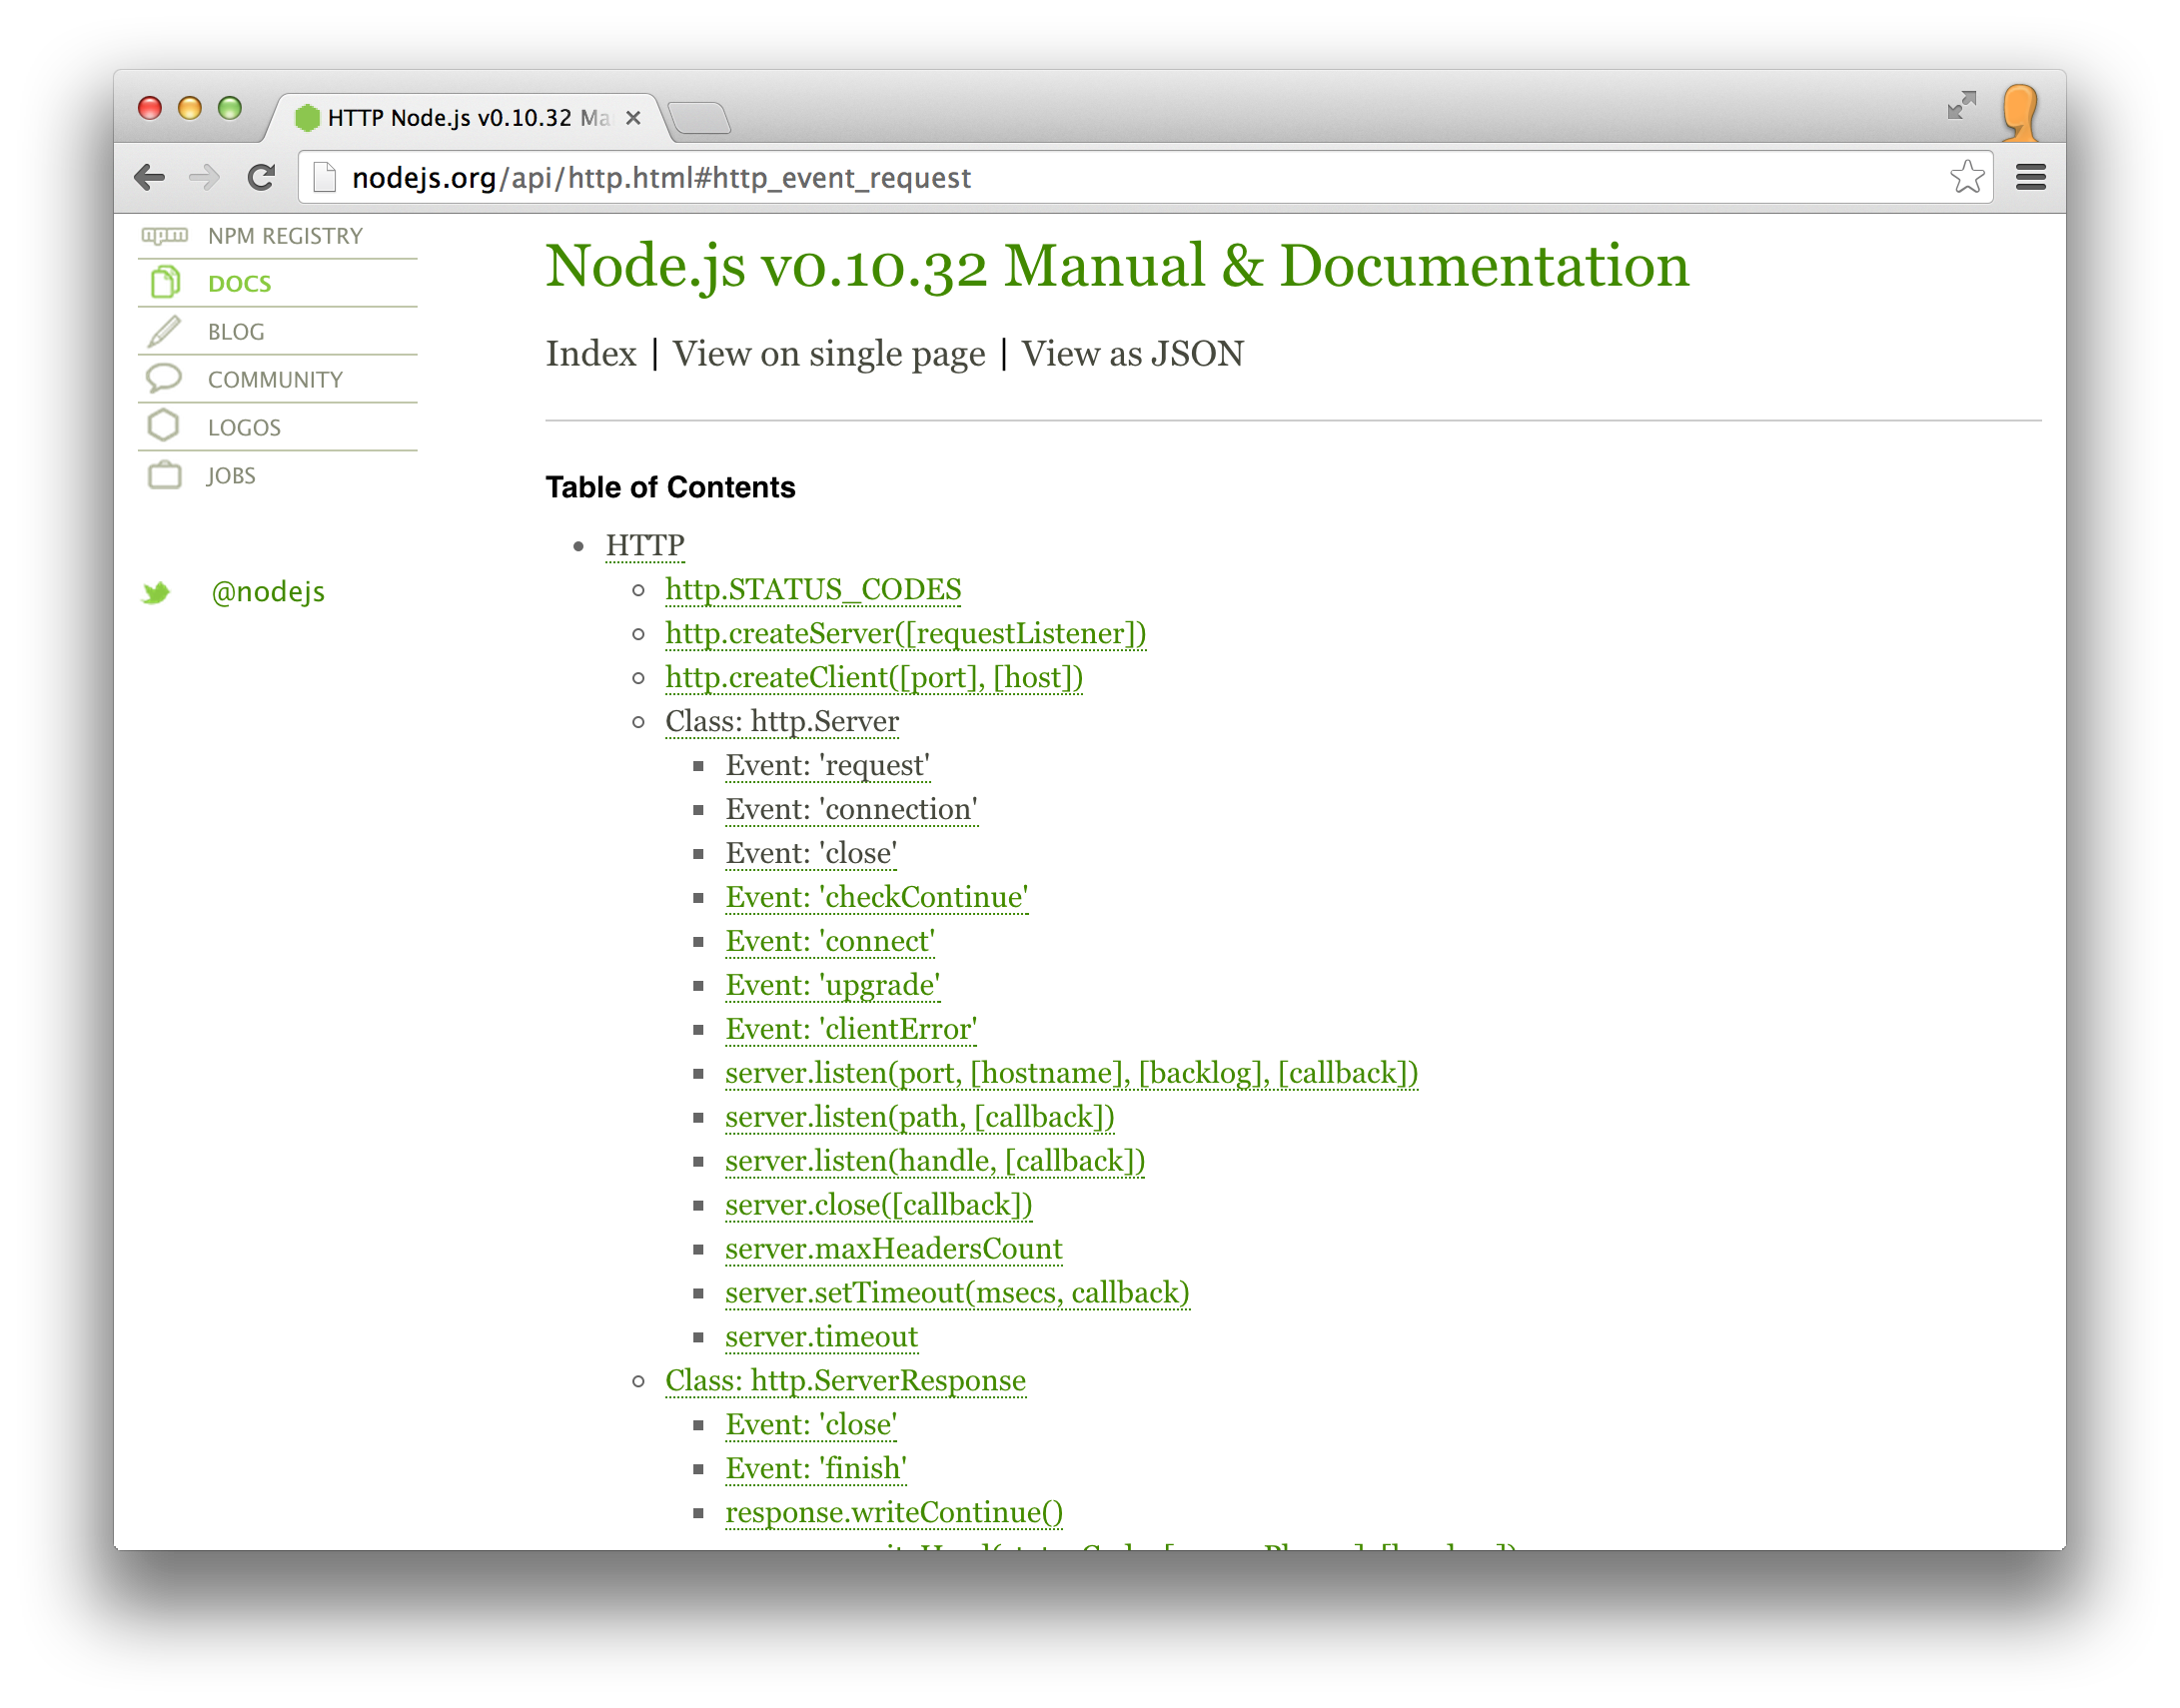 HTTP Node.js v0.10.32 Ma
nodejs.org/api/http.html#http_event_request
NPM REGISTRY
DOCS
BLOG
COMMUNITY
LOGOS
JOBS
@nodejs
Node.js v0.10.32 Manual & Documentation
Index | View on single page | View as JSON
Table of Contents
HTTP
http.STATUS_CODES
http.createServer([requestListener])
http.createClient([port], [host])
Class: http.Server
Event: 'request'
Event: 'connection'
Event: 'close'
Event: 'checkContinue'
Event: 'connect'
Event: 'upgrade'
Event: 'clientError'
server.listen(port, [hostname], [backlog], [callback])
server.listen(path, [callback])
server.listen(handle, [callback])
server.close([callback])
server.maxHeadersCount
server.setTimeout(msecs, callback)
server.timeout
Class: http.ServerResponse
Event: 'close'
Event: 'finish'
response.writeContinue()